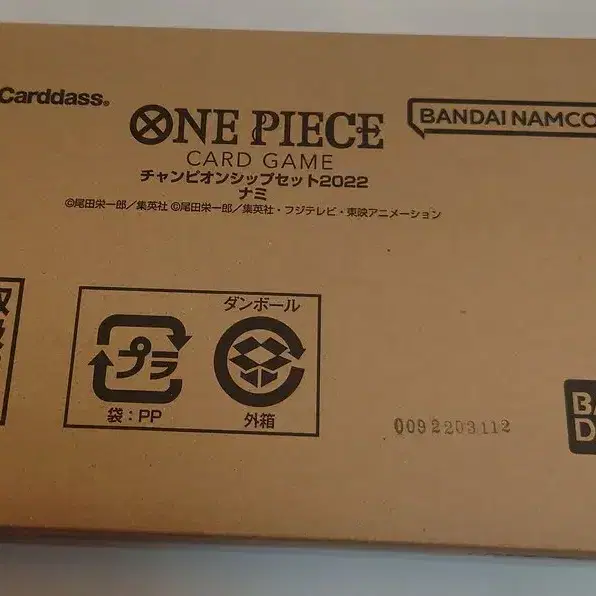 Carddass®
ONE PIECE
CARD GAME
BANDAI NAMCO
チャンピオンシップセット2022
ナミ
©尾田栄一郎／集英社 ©尾田栄一郎／集英社・フジテレビ・東映アニメーション
ダンボール
プラ
袋：PP
外箱
0092203112
BA
D